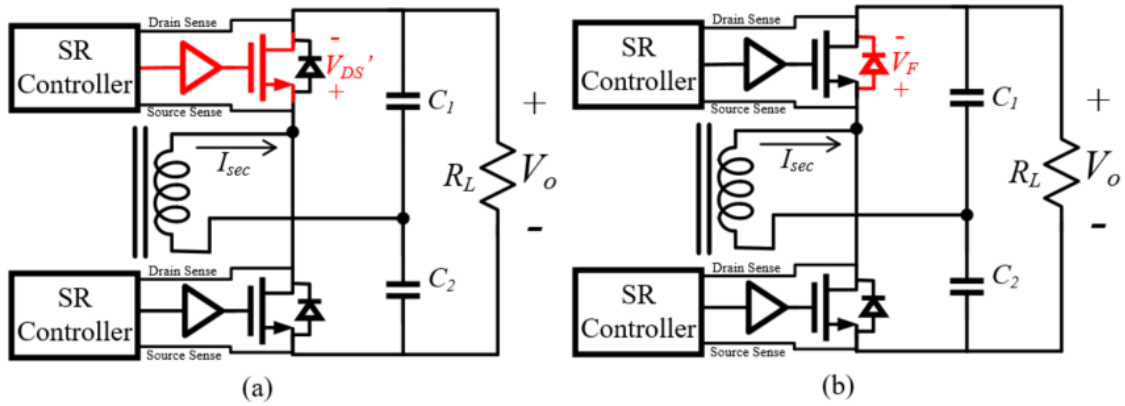 Drain Sense
SR
Controller
-
V_DS'
+
Source Sense
I_sec
C_1
+
R_L
V_o
-
Drain Sense
SR
Controller
C_2
Source Sense
(a)
Drain Sense
SR
Controller
-
V_F
+
Source Sense
I_sec
C_1
+
R_L
V_o
-
Drain Sense
SR
Controller
C_2
Source Sense
(b)